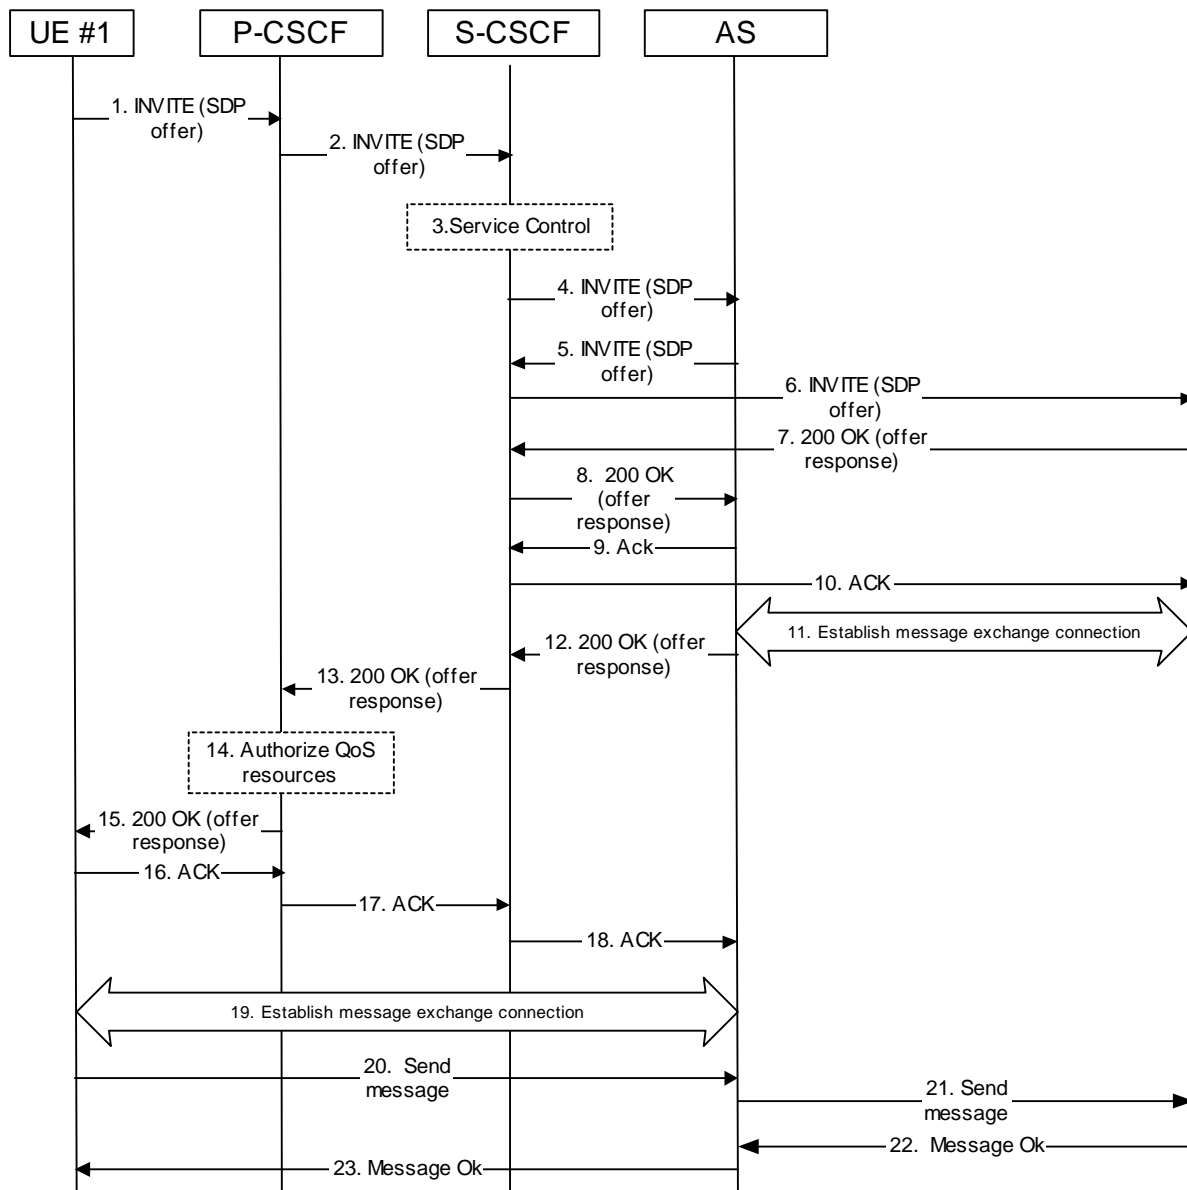 UE #1
P-CSCF
S-CSCF
AS
1. INVITE (SDP
offer)
2. INVITE (SDP
offer)
3.Service Control
4. INVITE (SDP
offer)
5. INVITE (SDP
offer)
6. INVITE (SDP
offer)
7. 200 OK (offer
response)
8. 200 OK
(offer
response)
9. Ack
10. ACK
11. Establish message exchange connection
12. 200 OK (offer
response)
13. 200 OK (offer
response)
14. Authorize QoS
resources
15. 200 OK (offer
response)
16. ACK
17. ACK
18. ACK
19. Establish message exchange connection
20. Send
message
21. Send
message
22. Message Ok
23. Message Ok